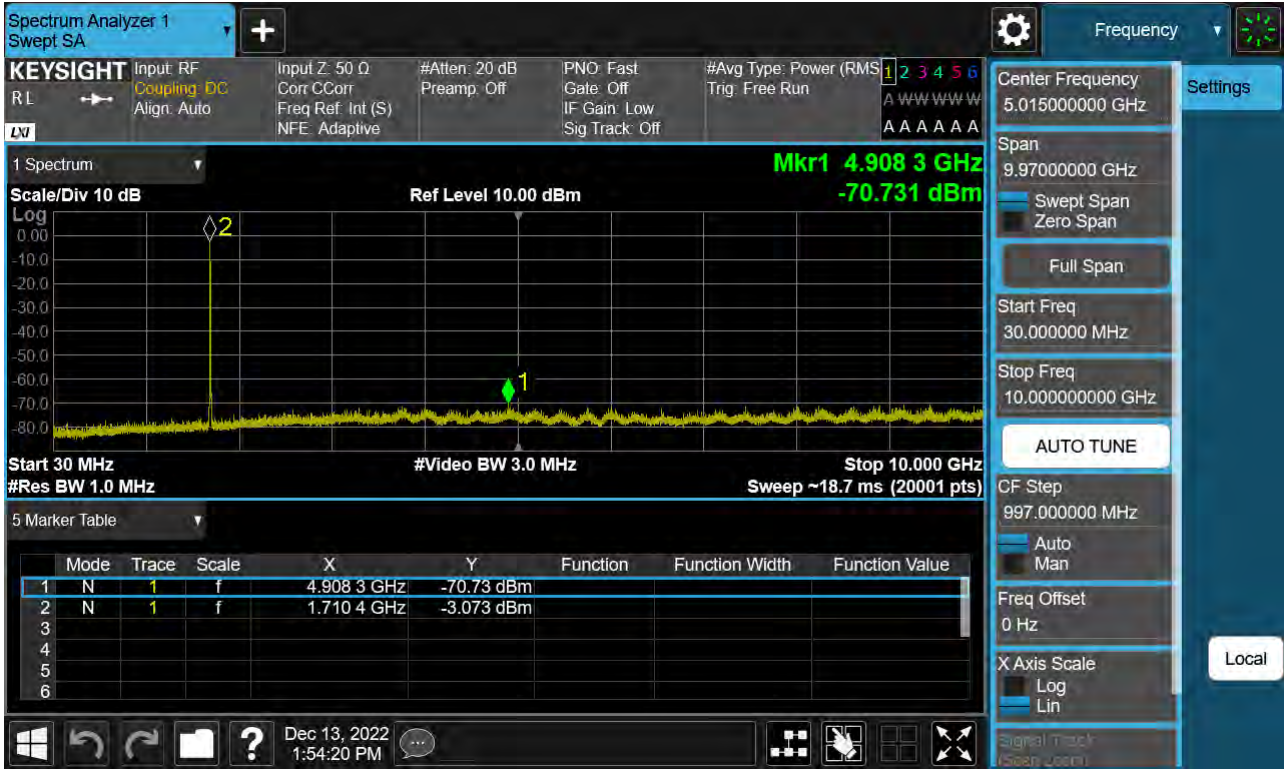 Spectrum Analyzer 1
Swept SA
Frequency
KEYSIGHT
RL
LXI
Input: RF
Coupling: DC
Align: Auto
Input Z: 50 Ω
Corr CCorr
Freq Ref: Int (S)
NFE: Adaptive
#Atten: 20 dB
Preamp: Off
PNO: Fast
Gate: Off
IF Gain: Low
Sig Track: Off
#Avg Type: Power (RMS
Trig: Free Run
1 2 3 4 5 6
A W W W W W
A A A A A A
1 Spectrum
Mkr1 4.908 3 GHz
-70.731 dBm
Scale/Div 10 dB
Ref Level 10.00 dBm
Log
0.00
-10.0
-20.0
-30.0
-40.0
-50.0
-60.0
-70.0
-80.0
2
1
Start 30 MHz
#Video BW 3.0 MHz
Stop 10.000 GHz
#Res BW 1.0 MHz
Sweep ~18.7 ms (20001 pts)
5 Marker Table
Mode Trace Scale X Y Function Function Width Function Value
1 N 1 f 4.908 3 GHz -70.73 dBm
2 N 1 f 1.710 4 GHz -3.073 dBm
3
4
5
6
Dec 13, 2022
1:54:20 PM
Settings
Center Frequency
5.015000000 GHz
Span
9.97000000 GHz
Swept Span
Zero Span
Full Span
Start Freq
30.000000 MHz
Stop Freq
10.000000000 GHz
AUTO TUNE
CF Step
997.000000 MHz
Auto
Man
Freq Offset
0 Hz
X Axis Scale
Log
Lin
Signal Track
(Span Zoom)
Local